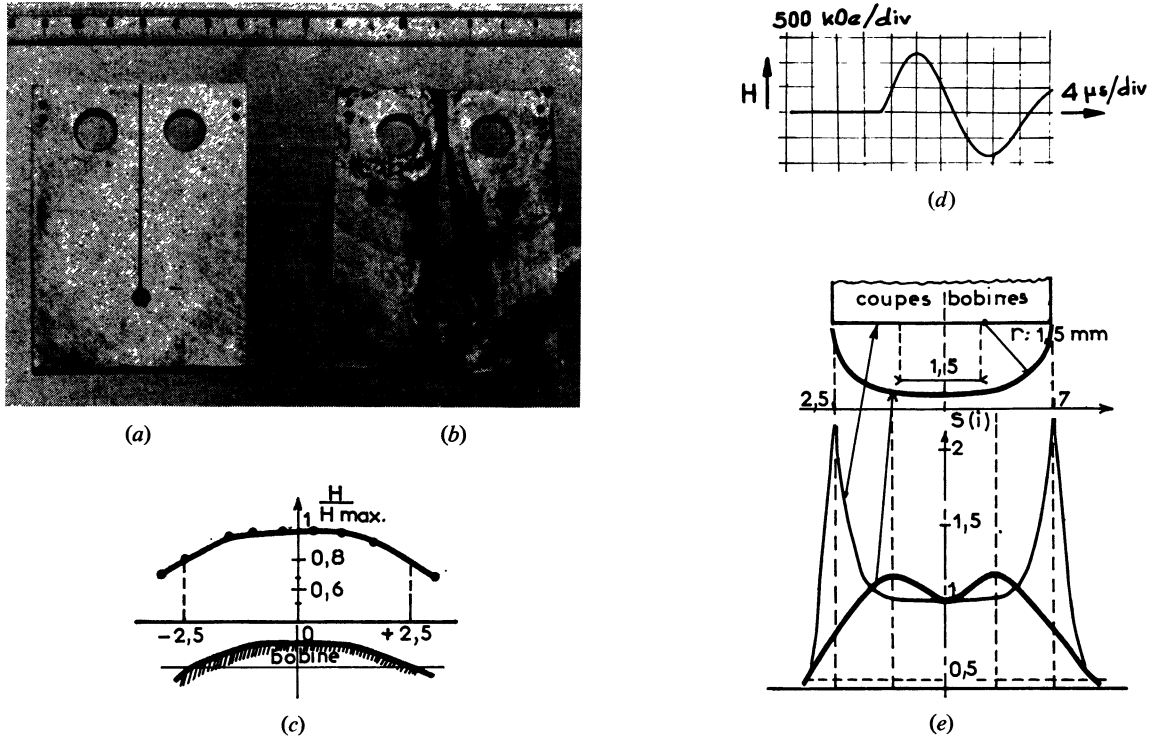 500 kOe/div
H
4 µs/div
(d)
coupes bobines
r: 1,5 mm
1,5
2,5
7
S(i)
2
1,5
1
0,5
(e)
(a)
(b)
H
H max.
1
0,8
0,6
-2,5
0
+2,5
bobine
(c)